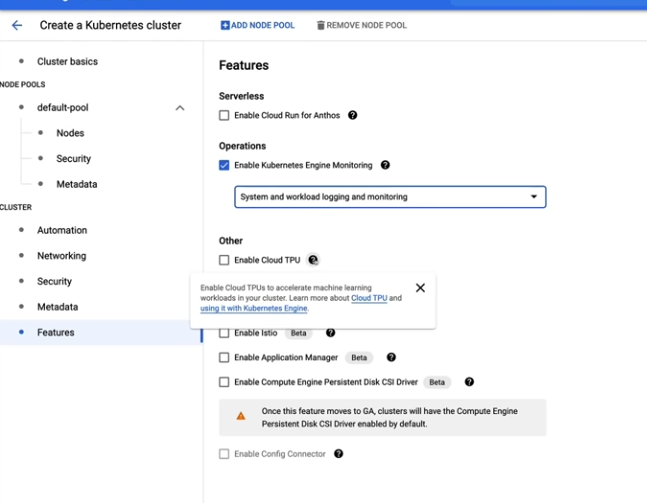 Create a Kubernetes cluster
ADD NODE POOL
REMOVE NODE POOL
Cluster basics
NODE POOLS
default-pool
Nodes
Security
Metadata
CLUSTER
Automation
Networking
Security
Metadata
Features
Features
Serverless
Enable Cloud Run for Anthos
Operations
Enable Kubernetes Engine Monitoring
System and workload logging and monitoring
Other
Enable Cloud TPU
Enable Cloud TPUs to accelerate machine learning
workloads in your cluster. Learn more about Cloud TPU and
using it with Kubernetes Engine.
Enable Istio Beta
Enable Application Manager Beta
Enable Compute Engine Persistent Disk CSI Driver Beta
Once this feature moves to GA, clusters will have the Compute Engine
Persistent Disk CSI Driver enabled by default.
Enable Config Connector